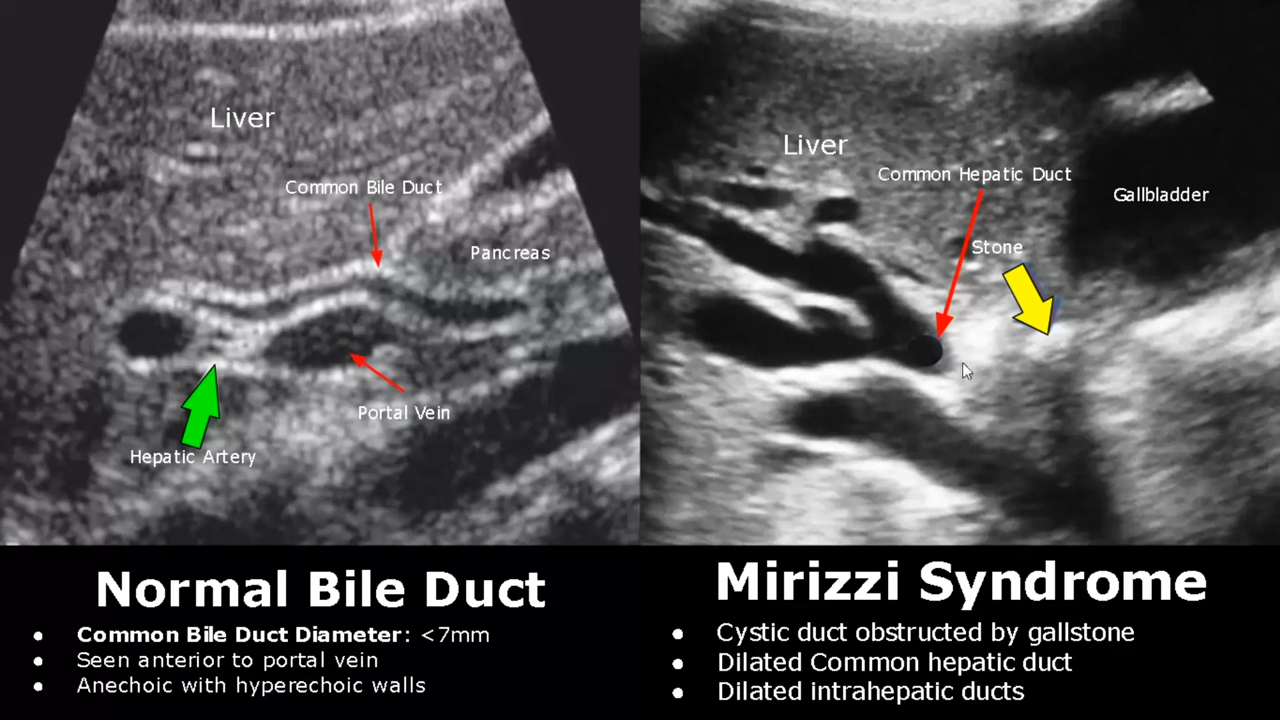 Liver
Common Bile Duct
Pancreas
Portal Vein
Hepatic Artery
Normal Bile Duct
• Common Bile Duct Diameter: <7mm
• Seen anterior to portal vein
• Anechoic with hyperechoic walls
Liver
Common Hepatic Duct
Gallbladder
Stone
Mirizzi Syndrome
• Cystic duct obstructed by gallstone
• Dilated Common hepatic duct
• Dilated intrahepatic ducts